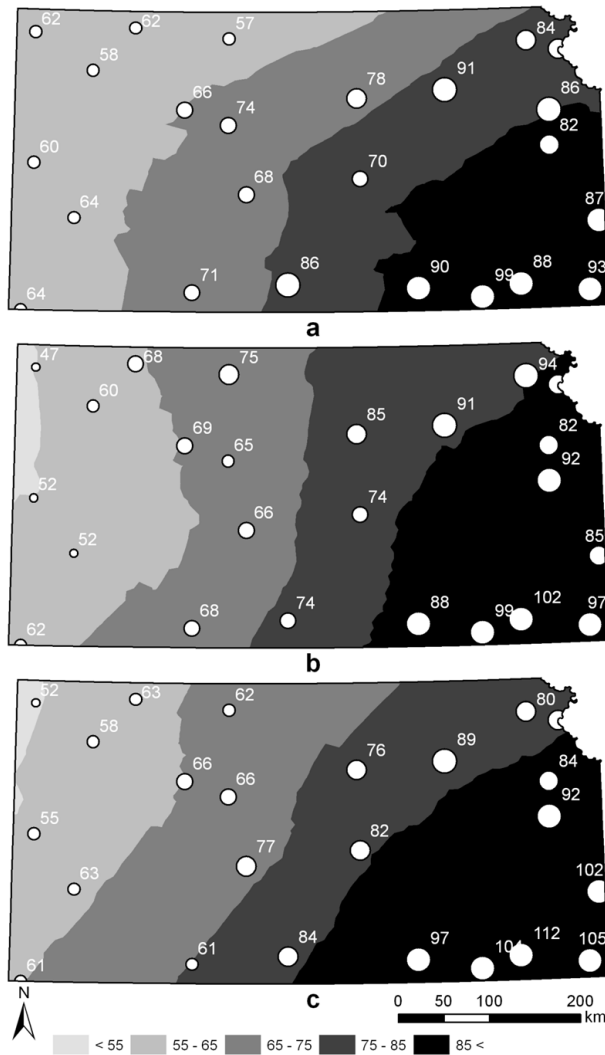 62 62 57 84
58
66 74 78 91 86
82
60 70
64 68 87
71 86 90 99 88 93
64
a
47 68 75 94
60
69 65 85 91 82
92
52 66 74
52 85
68 74 88 99 102 97
62
b
52 63 62 80
58
66 66 76 89 84
92
55 77 82
63 102
61 84 97 104 112 105
61
c
N
0 50 100 200
km
< 55 55 - 65 65 - 75 75 - 85 85 <